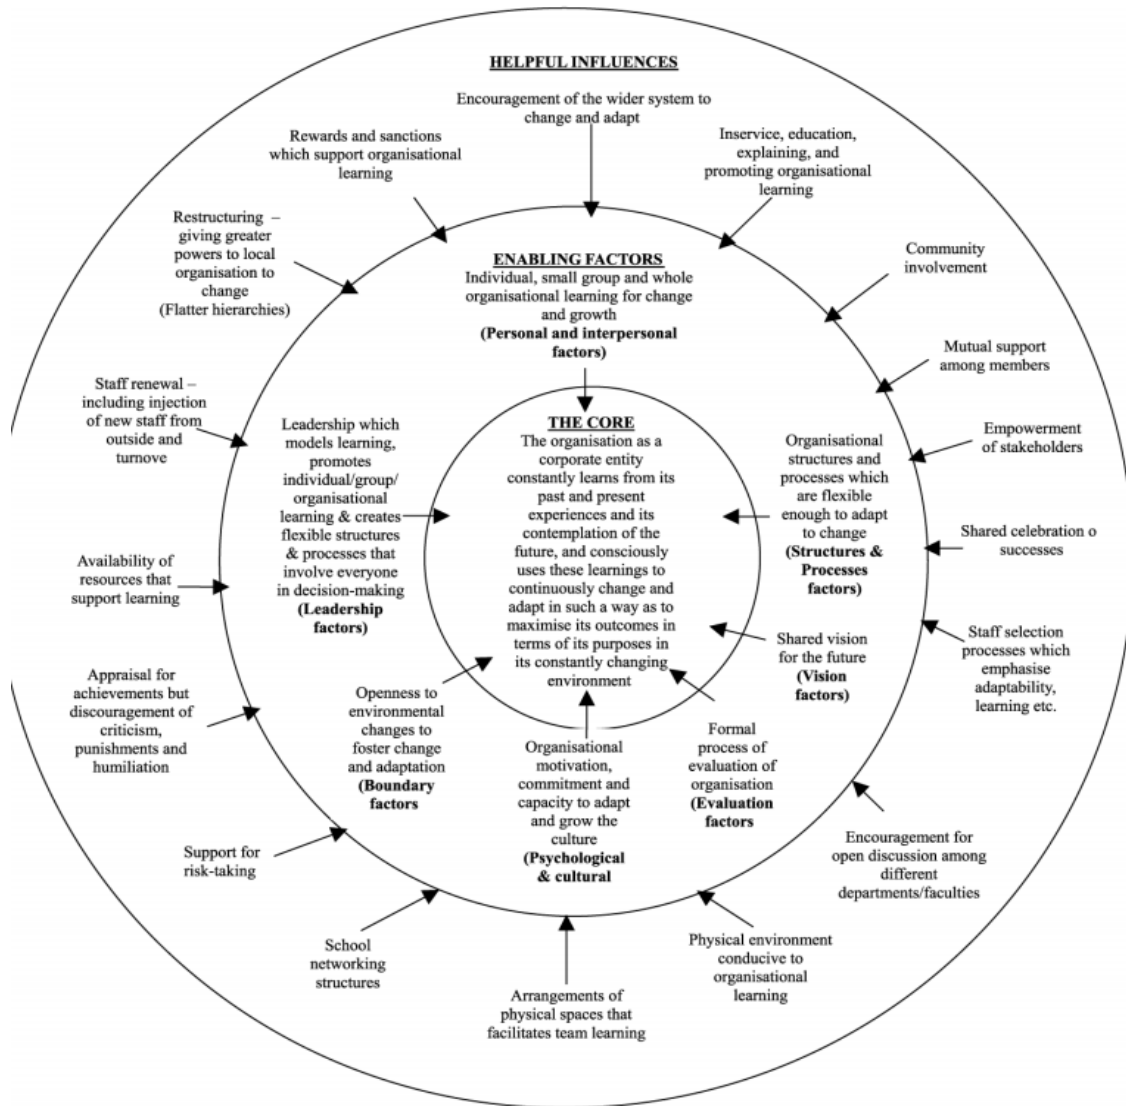 HELPFUL INFLUENCES
Encouragement of the wider system to
change and adapt
Rewards and sanctions
which support organisational
learning
Inservice, education,
explaining, and
promoting organisational
learning
Restructuring –
giving greater
powers to local
organisation to
change
(Flatter hierarchies)
Community
involvement
Mutual support
among members
Staff renewal –
including injection
of new staff from
outside and
turnove
Empowerment
of stakeholders
Shared celebration o
successes
Availability of
resources that
support learning
Staff selection
processes which
emphasise
adaptability,
learning etc.
Appraisal for
achievements but
discouragement of
criticism,
punishments and
humiliation
Encouragement for
open discussion among
different
departments/faculties
Support for
risk-taking
School
networking
structures
Arrangements of
physical spaces that
facilitates team learning
Physical environment
conducive to
organisational
learning
ENABLING FACTORS
Individual, small group and whole
organisational learning for change
and growth
(Personal and interpersonal
factors)
Leadership which
models learning,
promotes
individual/group/
organisational
learning & creates
flexible structures
& processes that
involve everyone
in decision-making
(Leadership
factors)
Organisational
structures and
processes which
are flexible
enough to adapt
to change
(Structures &
Processes factors)
Shared vision
for the future
(Vision
factors)
Openness to
environmental
changes to
foster change
and adaptation
(Boundary
factors
Organisational
motivation,
commitment and
capacity to adapt
and grow the
culture
(Psychological
& cultural
Formal
process of
evaluation of
organisation
(Evaluation
factors
THE CORE
The organisation as a
corporate entity
constantly learns from its
past and present
experiences and its
contemplation of the
future, and consciously
uses these learnings to
continuously change and
adapt in such a way as to
maximise its outcomes in
terms of its purposes in
its constantly changing
environment